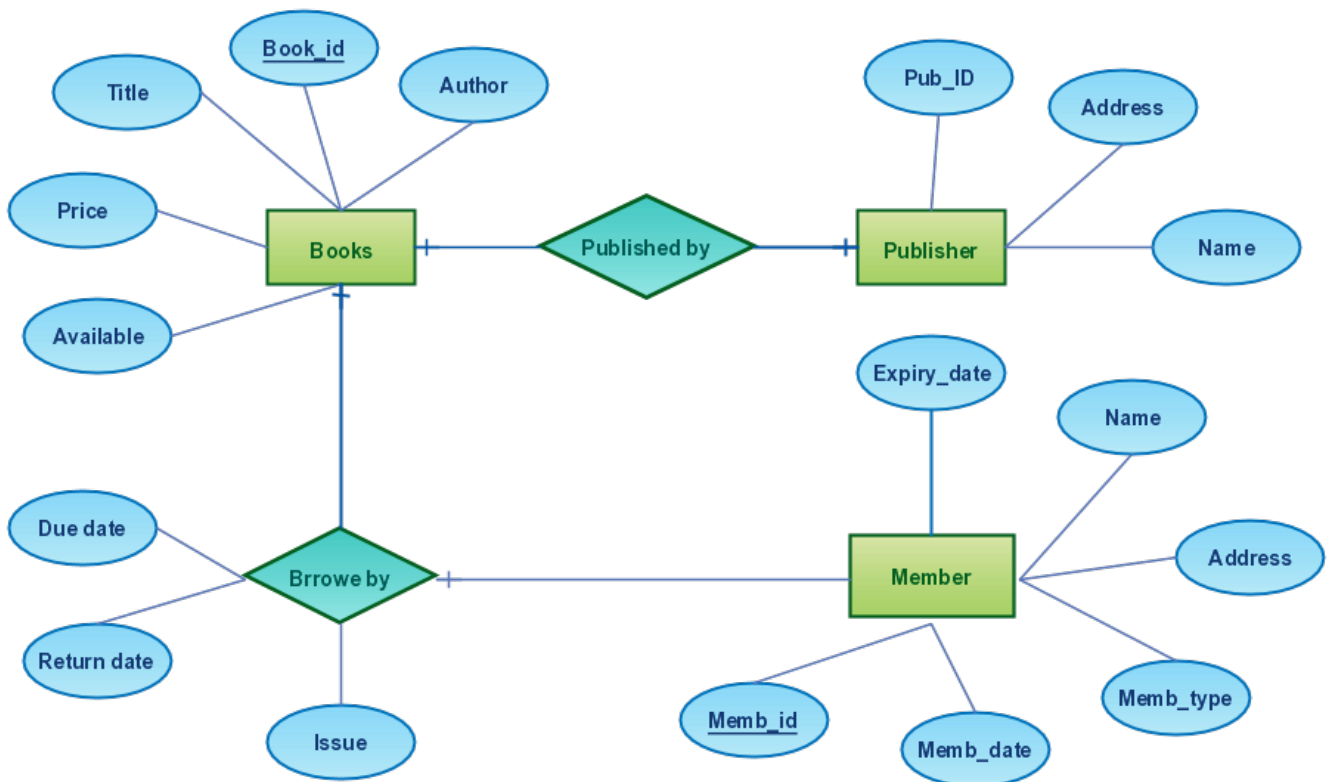 Book_id
Pub_ID
Title
Author
Address
Price
Books
Published by
Publisher
Name
Available
Expiry_date
Name
Due date
Brrowe by
Member
Address
Return date
Memb_type
Memb_id
Issue
Memb_date